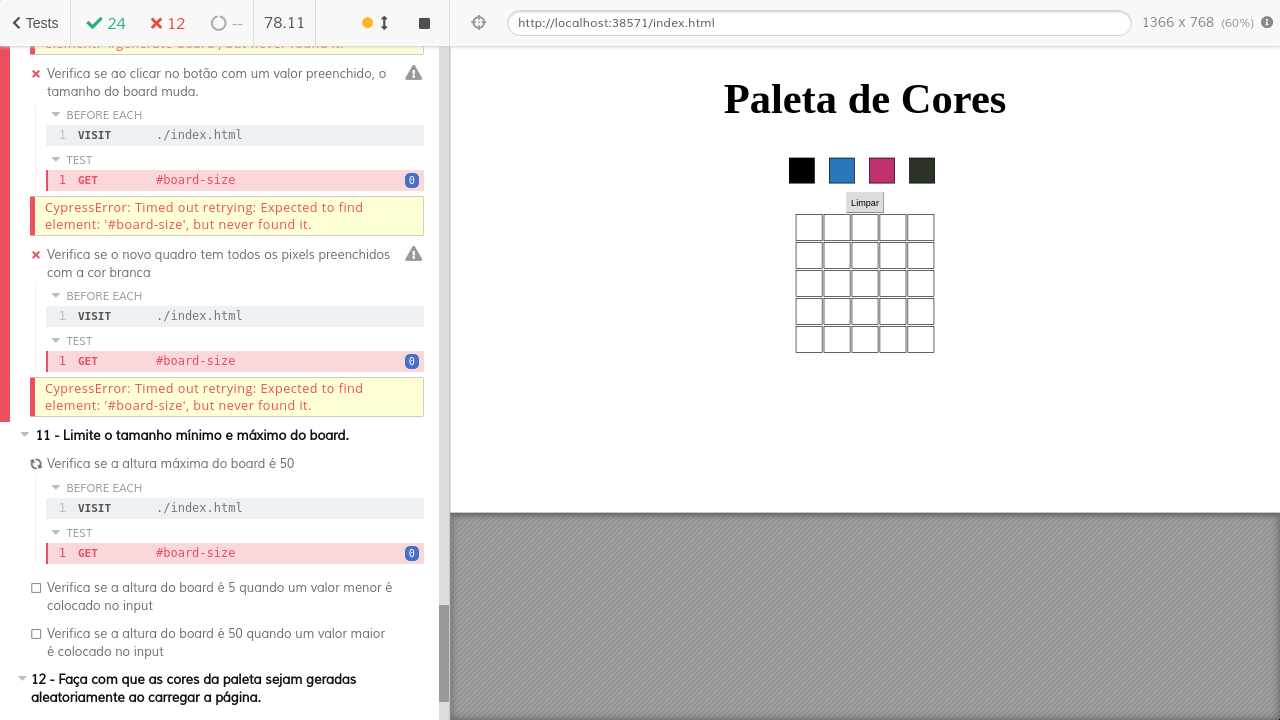 Tests
24
12
--
78.11
http://localhost:38571/index.html
1366 x 768 (60%)
element: '#generate-board', but never found it.
Verifica se ao clicar no botão com um valor preenchido, o
tamanho do board muda.
BEFORE EACH
1 VISIT ./index.html
TEST
1 GET #board-size 0
CypressError: Timed out retrying: Expected to find
element: '#board-size', but never found it.
Verifica se o novo quadro tem todos os pixels preenchidos
com a cor branca
BEFORE EACH
1 VISIT ./index.html
TEST
1 GET #board-size 0
CypressError: Timed out retrying: Expected to find
element: '#board-size', but never found it.
11 - Limite o tamanho mínimo e máximo do board.
Verifica se a altura máxima do board é 50
BEFORE EACH
1 VISIT ./index.html
TEST
1 GET #board-size 0
Verifica se a altura do board é 5 quando um valor menor é
colocado no input
Verifica se a altura do board é 50 quando um valor maior
é colocado no input
12 - Faça com que as cores da paleta sejam geradas
aleatoriamente ao carregar a página.
Paleta de Cores
Limpar